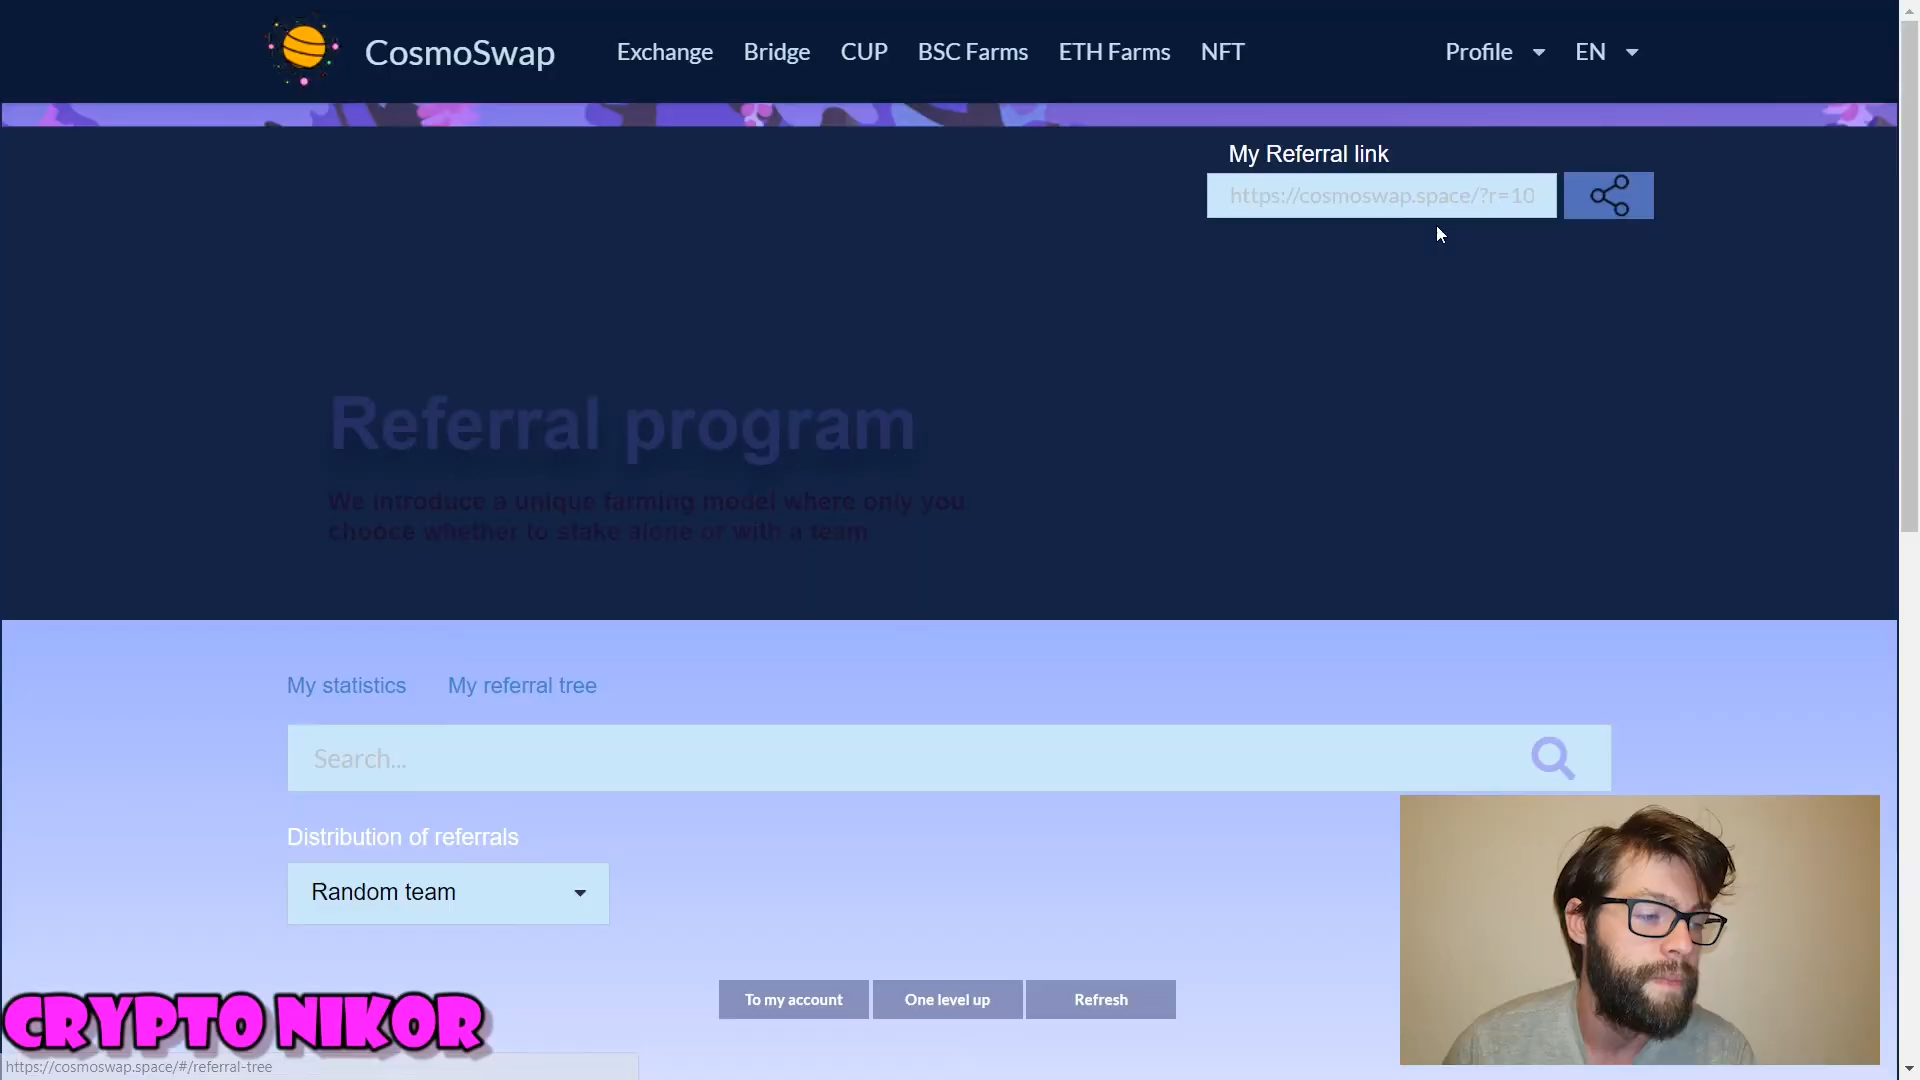 CosmoSwap
Exchange Bridge CUP BSC Farms ETH Farms NFT
Profile EN
My Referral link
https://cosmoswap.space/?r=10
Referral program
We introduce a unique farming model where only you
chooce whether to stake alone or with a team
My statistics My referral tree
Search...
Distribution of referrals
Random team
To my account One level up Refresh
CRYPTO NIKOR
https://cosmoswap.space/#/referral-tree